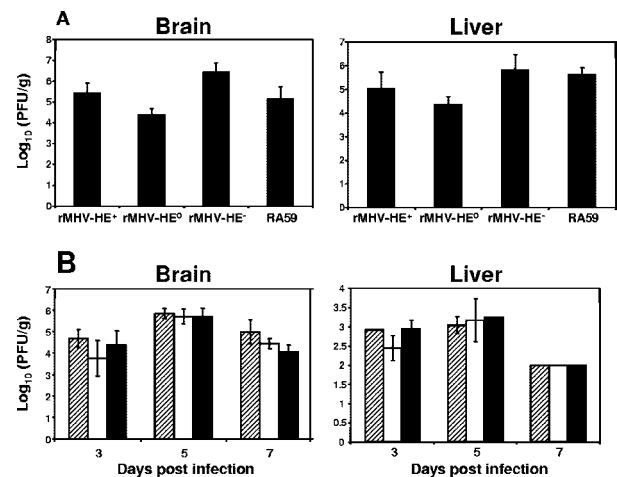 A
Brain
Liver
Log10 (PFU/g)
8
7
6
5
4
3
2
1
0
rMHV-HE+ rMHV-HE0 rMHV-HE- RA59
7
6
5
4
3
2
1
0
rMHV-HE+ rMHV-HE0 rMHV-HE- RA59
B
Brain
Liver
Log10 (PFU/g)
7
6
5
4
3
2
1
0
3 5 7
Days post infection
4
3.5
3
2.5
2
1.5
1
0.5
0
3 5 7
Days post infection